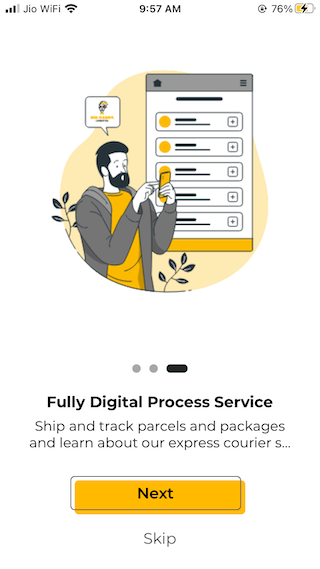 Jio WiFi
9:57 AM
76%
Fully Digital Process Service
Ship and track parcels and packages
and learn about our express courier s...
Next
Skip